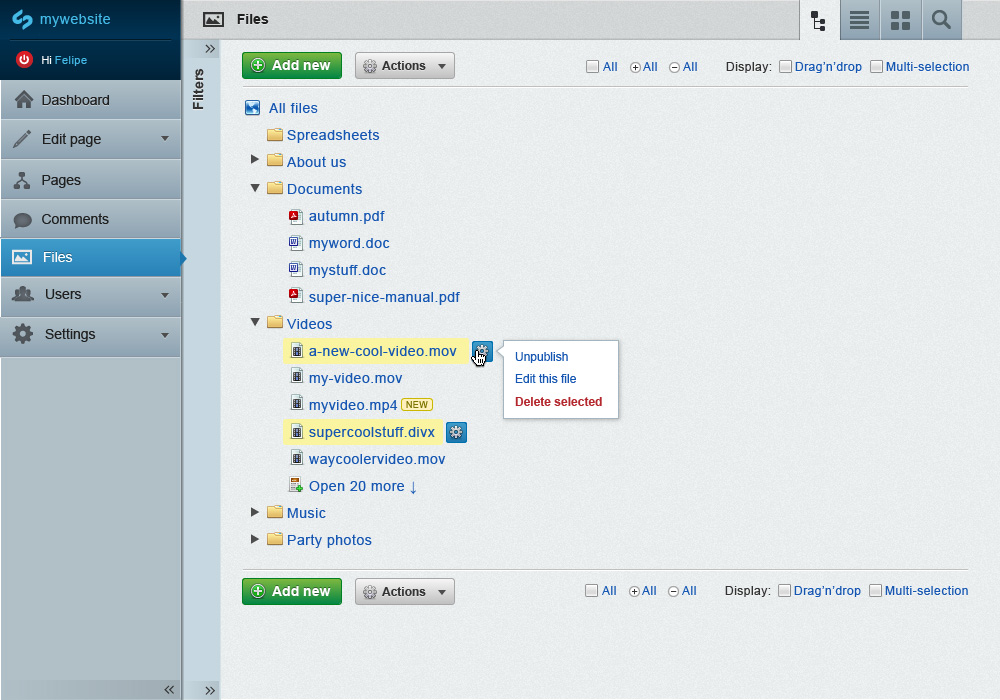 mywebsite
Hi Felipe
Dashboard
Edit page
Pages
Comments
Files
Users
Settings
«
»
Filters
»
Files
Add new Actions All All All Display: Drag'n'drop Multi-selection
All files
Spreadsheets
About us
Documents
autumn.pdf
myword.doc
mystuff.doc
super-nice-manual.pdf
Videos
a-new-cool-video.mov
my-video.mov
myvideo.mp4 NEW
supercoolstuff.divx
waycoolervideo.mov
Open 20 more ↓
Music
Party photos
Unpublish
Edit this file
Delete selected
Add new Actions All All All Display: Drag'n'drop Multi-selection